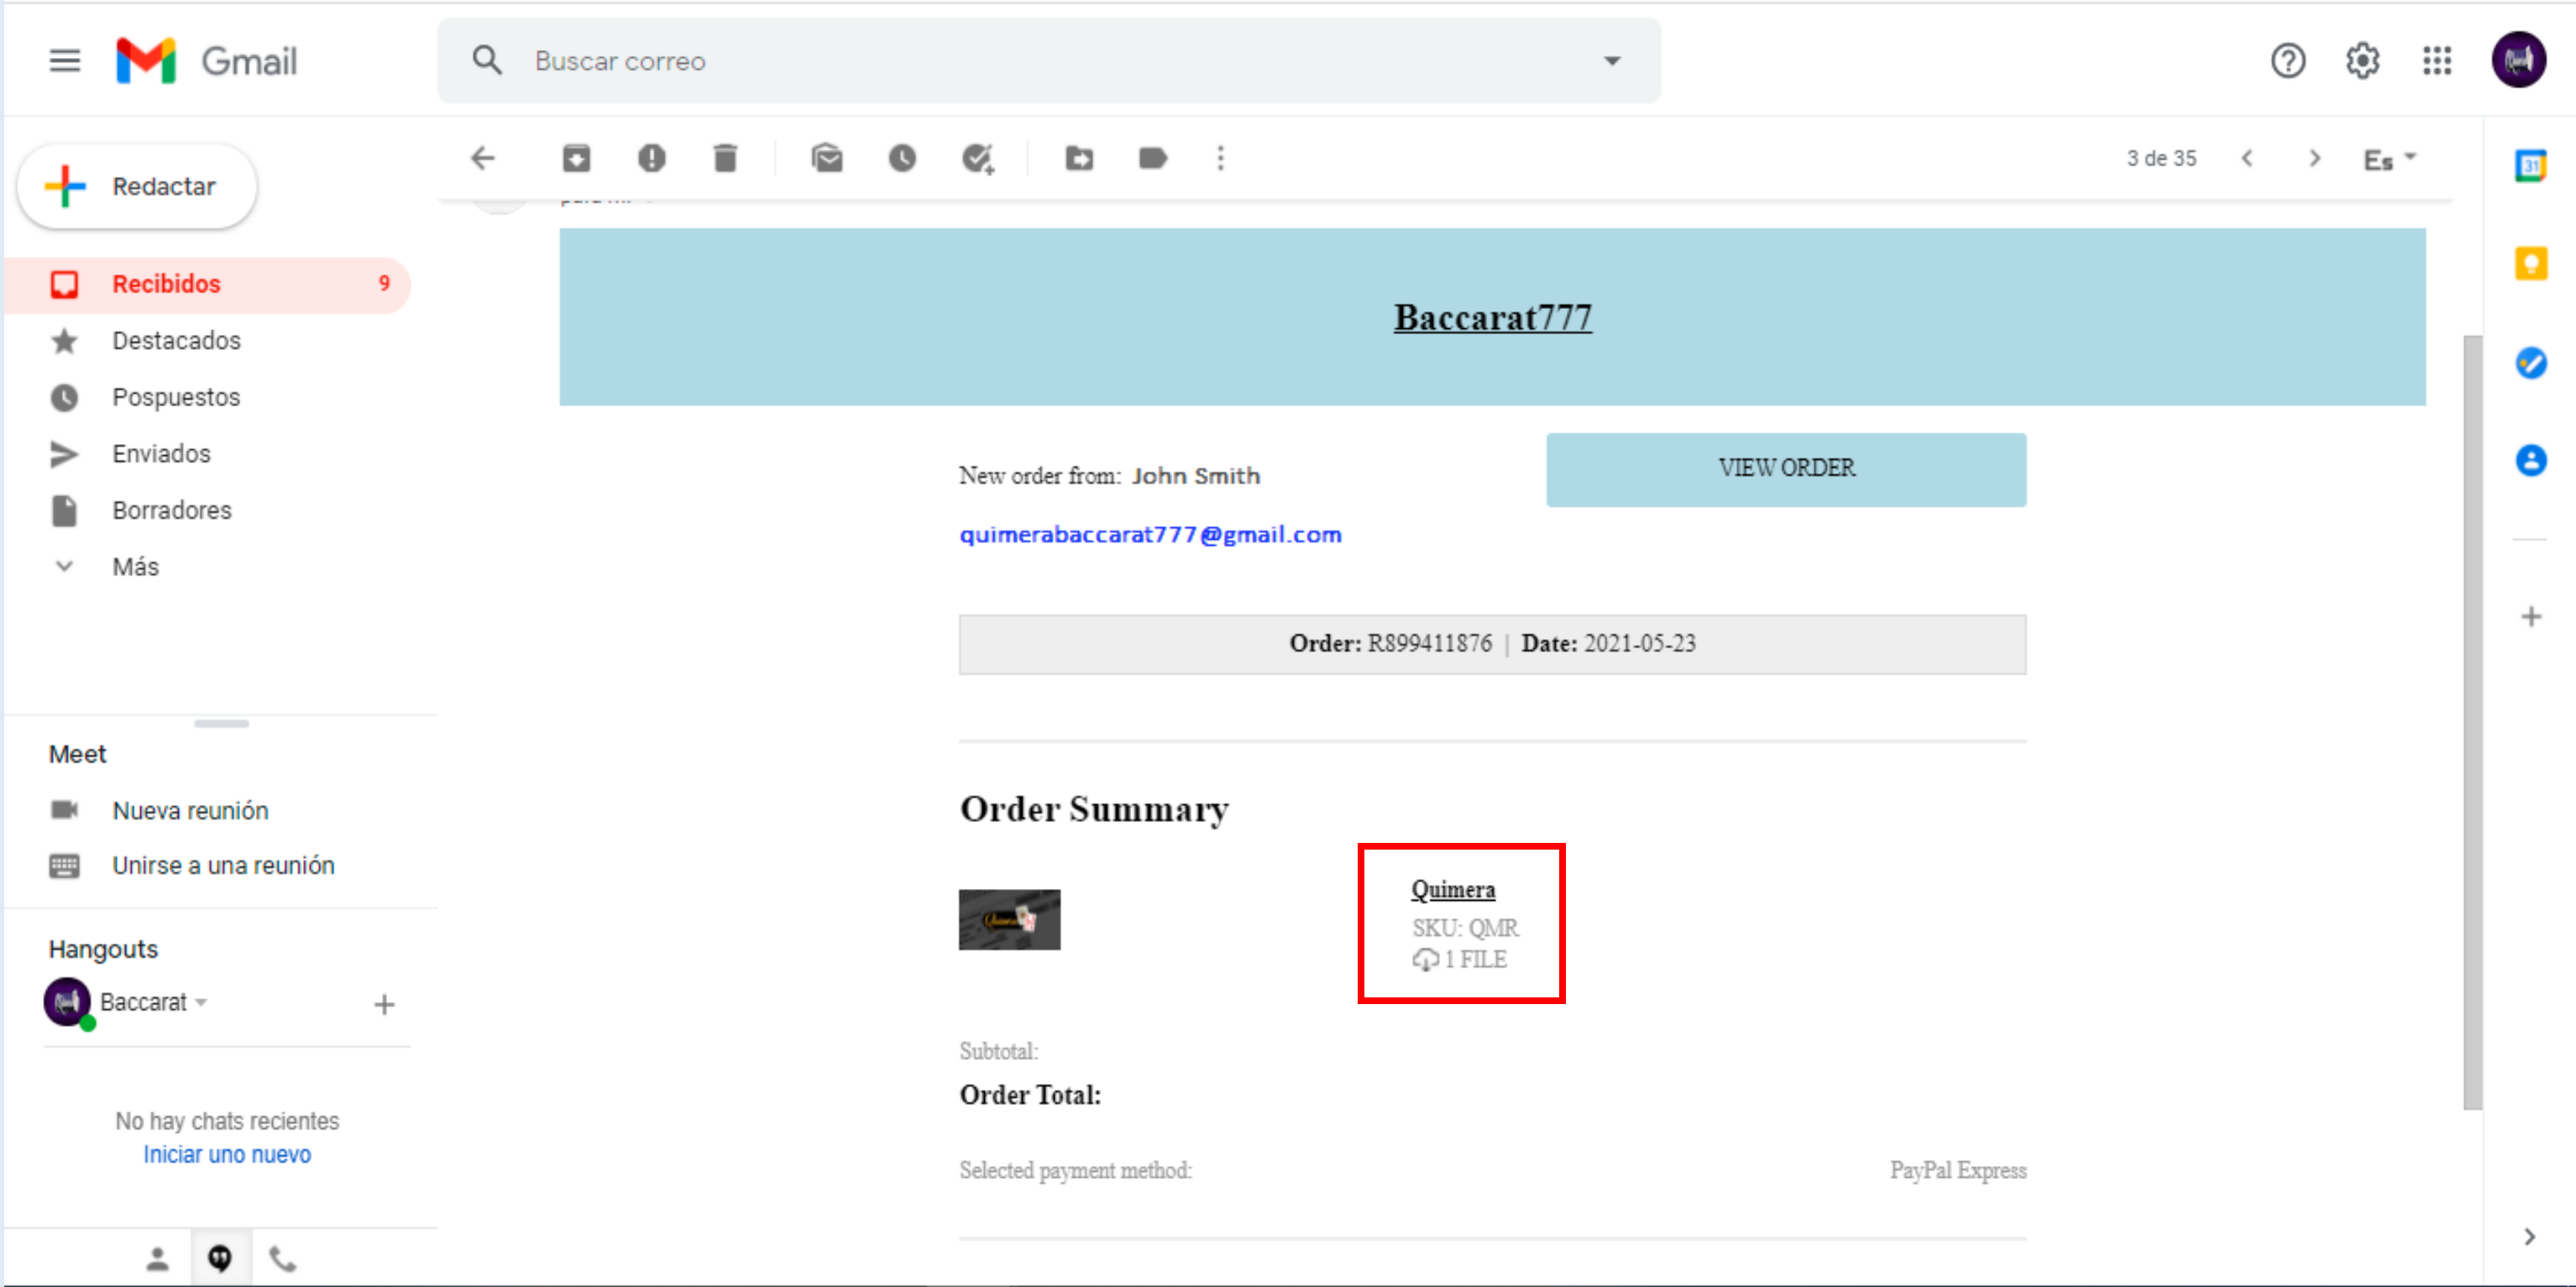 Gmail
Buscar correo
Redactar
3 de 35
Es
Recibidos 9
Destacados
Pospuestos
Enviados
Borradores
Más
Meet
Nueva reunión
Unirse a una reunión
Hangouts
Baccarat
No hay chats recientes
Iniciar uno nuevo
Baccarat777
New order from: John Smith
VIEW ORDER
quimerabaccarat777@gmail.com
Order: R899411876 | Date: 2021-05-23
Order Summary
Quimera
SKU: QMR
1 FILE
Subtotal:
Order Total:
Selected payment method: PayPal Express
31